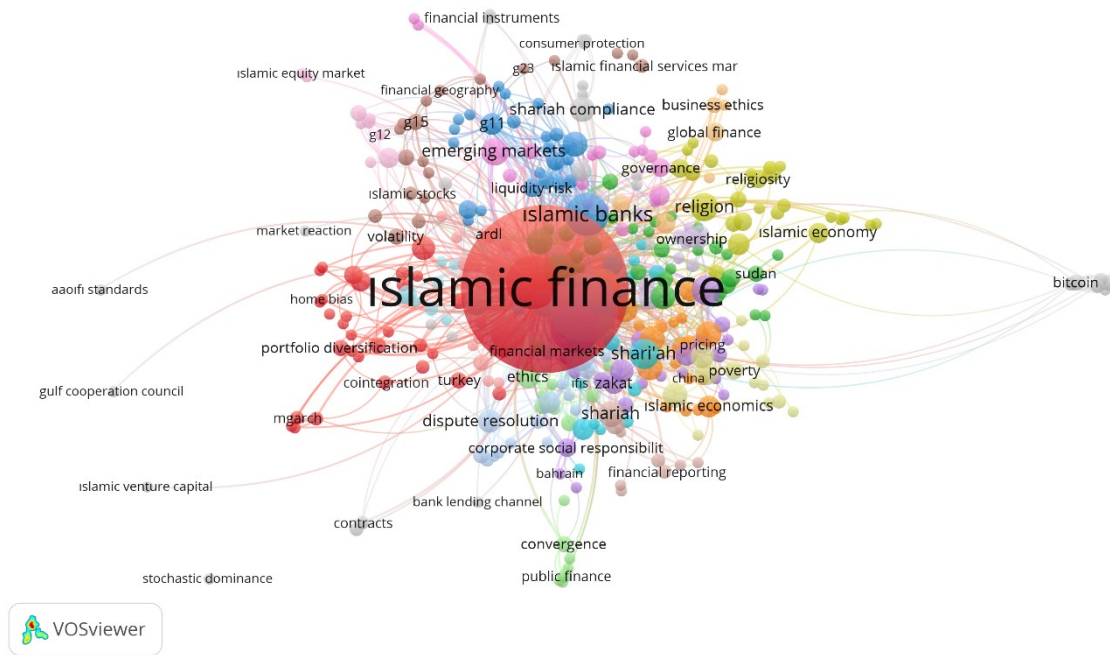 financial instruments
consumer protection
g23
ıslamic financial services mar
ıslamic equity market
financial geography
shariah compliance
business ethics
g15
g11
g12
global finance
emerging markets
governance
liquidity risk
religiosity
ıslamic stocks
ıslamic banks
religion
market reaction
volatility
ardl
ownership
ıslamic economy
sudan
bitcoin
aaoıfı standards
home bias
ıslamic finance
portfolio diversification
financial markets
shari'ah
pricing
poverty
gulf cooperation council
cointegration
turkey
ethics
ıfıs
zakat
china
mgarch
dispute resolution
shariah
ıslamic economics
corporate social responsibilit
bahrain
financial reporting
ıslamic venture capital
bank lending channel
contracts
convergence
stochastic dominance
public finance
VOSviewer